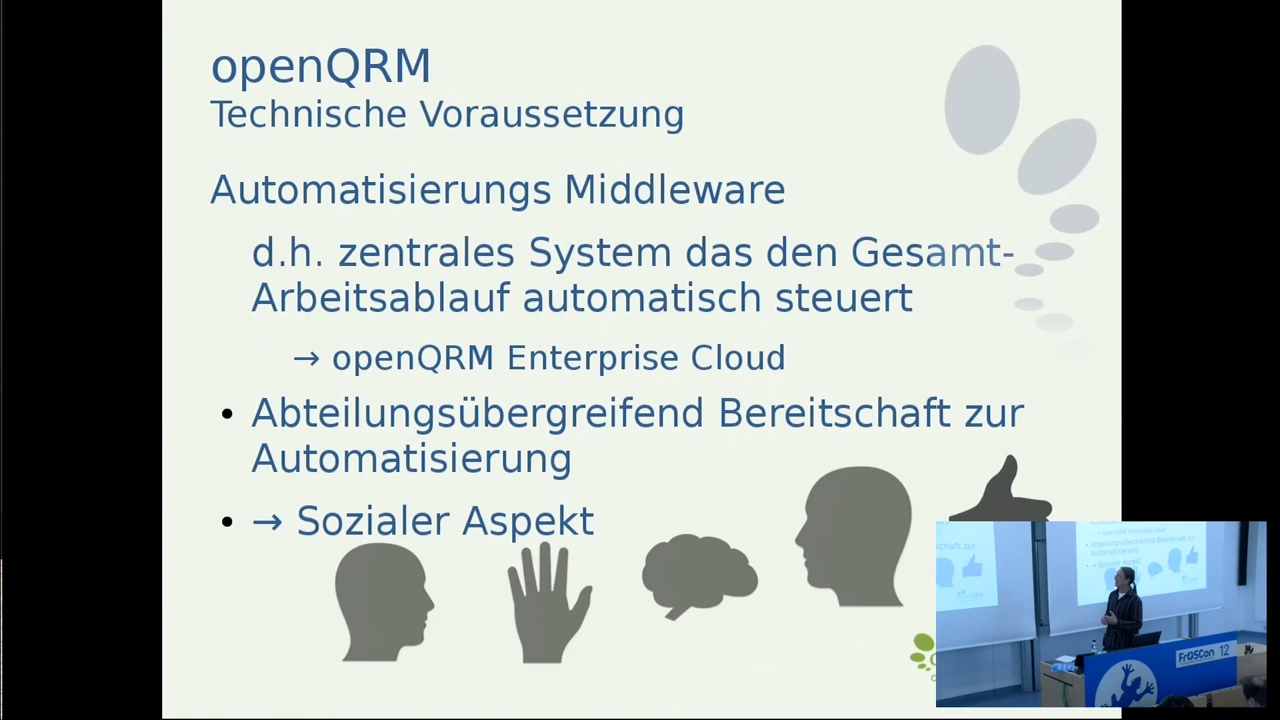 openQRM
Technische Voraussetzung
Automatisierungs Middleware
d.h. zentrales System das den Gesamt-
Arbeitsablauf automatisch steuert
→ openQRM Enterprise Cloud
• Abteilungsübergreifend Bereitschaft zur
Automatisierung
• → Sozialer Aspekt
FrOSCon 12